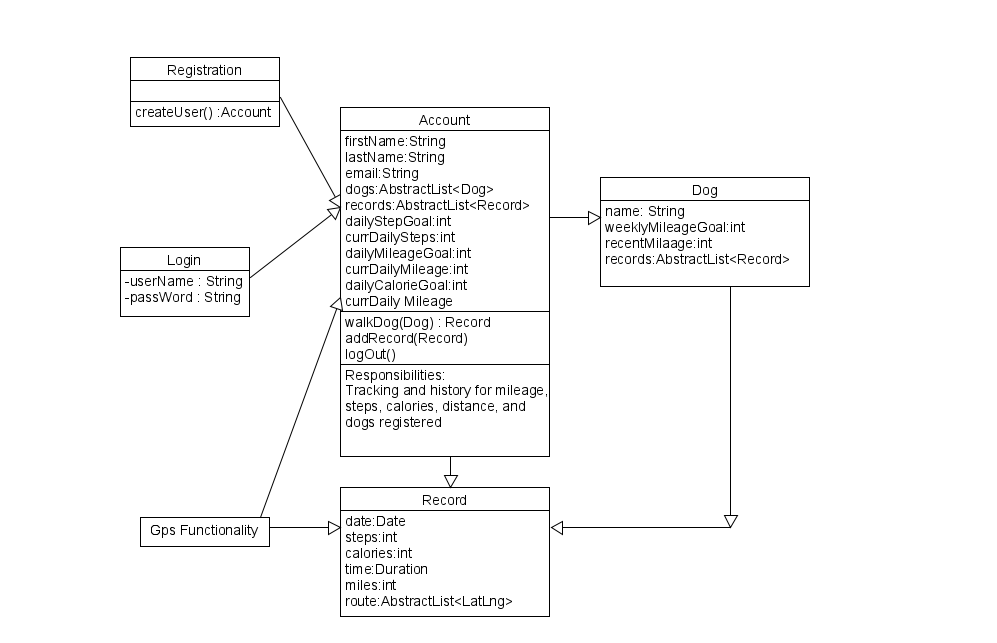 Registration
createUser() :Account
Account
firstName:String
lastName:String
email:String
dogs:AbstractList<Dog>
records:AbstractList<Record>
dailyStepGoal:int
currDailySteps:int
dailyMileageGoal:int
currDailyMileage:int
dailyCalorieGoal:int
currDaily Mileage
walkDog(Dog) : Record
addRecord(Record)
logOut()
Responsibilities:
Tracking and history for mileage,
steps, calories, distance, and
dogs registered
Dog
name: String
weeklyMileageGoal:int
recentMilaage:int
records:AbstractList<Record>
Login
-userName : String
-passWord : String
Gps Functionality
Record
date:Date
steps:int
calories:int
time:Duration
miles:int
route:AbstractList<LatLng>